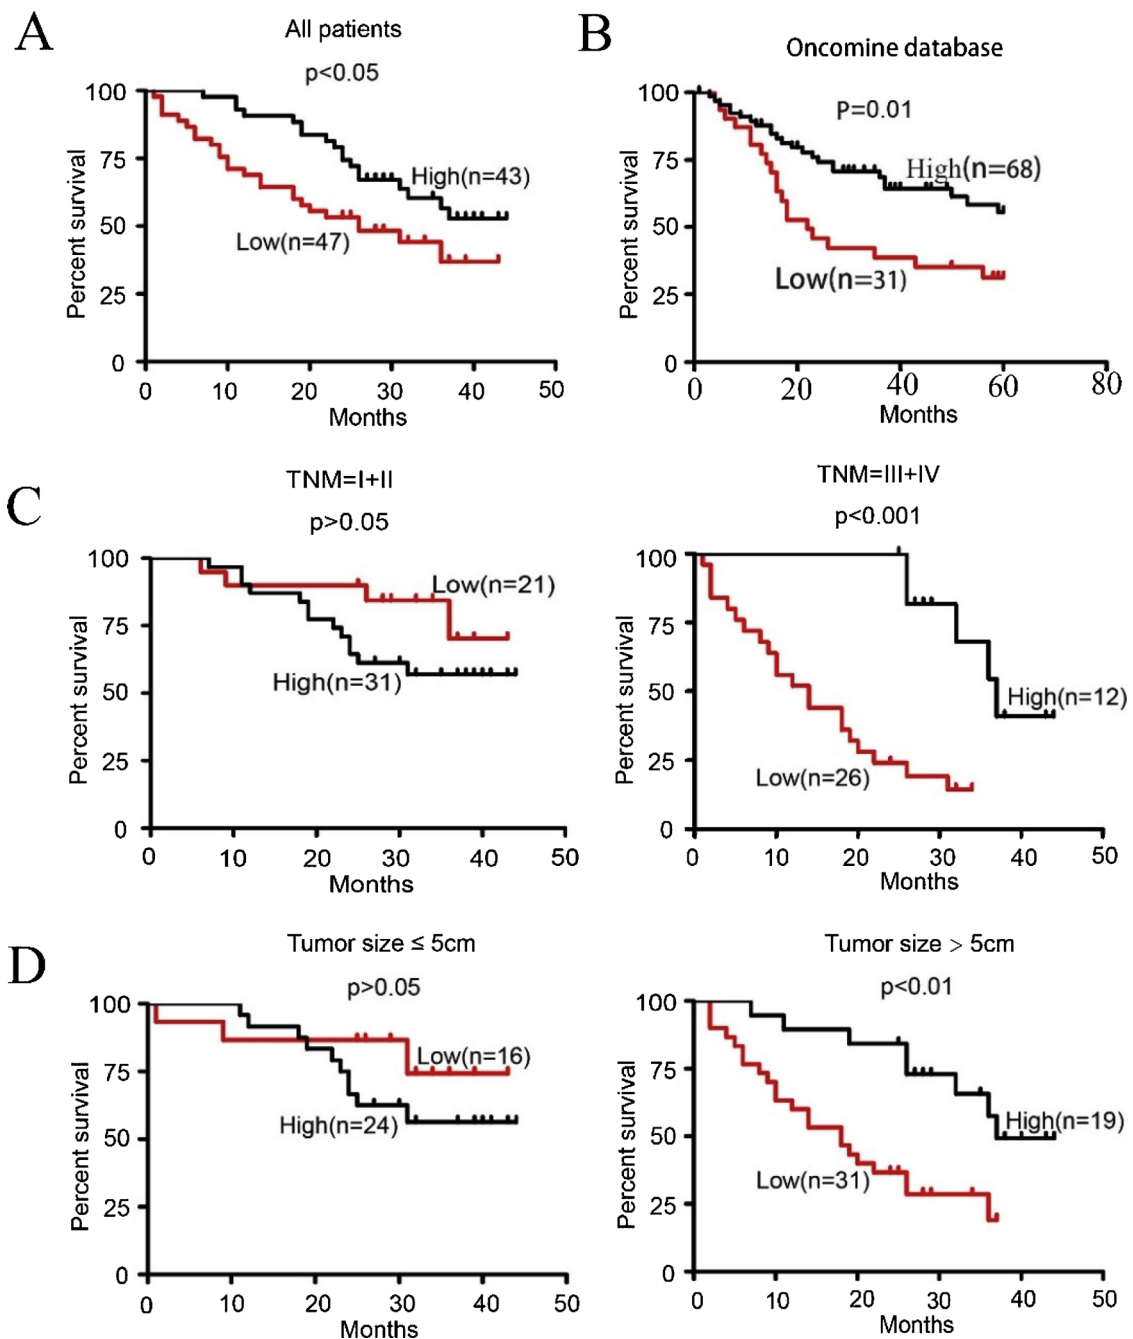 A
All patients
p<0.05
100
75
50
25
0
Percent survival
High(n=43)
Low(n=47)
0 10 20 30 40 50
Months
B
Oncomine database
P=0.01
100
75
50
25
0
Percent survival
High(n=68)
Low(n=31)
0 20 40 60 80
Months
C
TNM=I+II
p>0.05
100
75
50
25
0
Percent survival
Low(n=21)
High(n=31)
0 10 20 30 40 50
Months
TNM=III+IV
p<0.001
100
75
50
25
0
Percent survival
High(n=12)
Low(n=26)
0 10 20 30 40 50
Months
D
Tumor size ≤ 5cm
p>0.05
100
75
50
25
0
Percent survival
Low(n=16)
High(n=24)
0 10 20 30 40 50
Months
Tumor size > 5cm
p<0.01
100
75
50
25
0
Percent survival
High(n=19)
Low(n=31)
0 10 20 30 40 50
Months